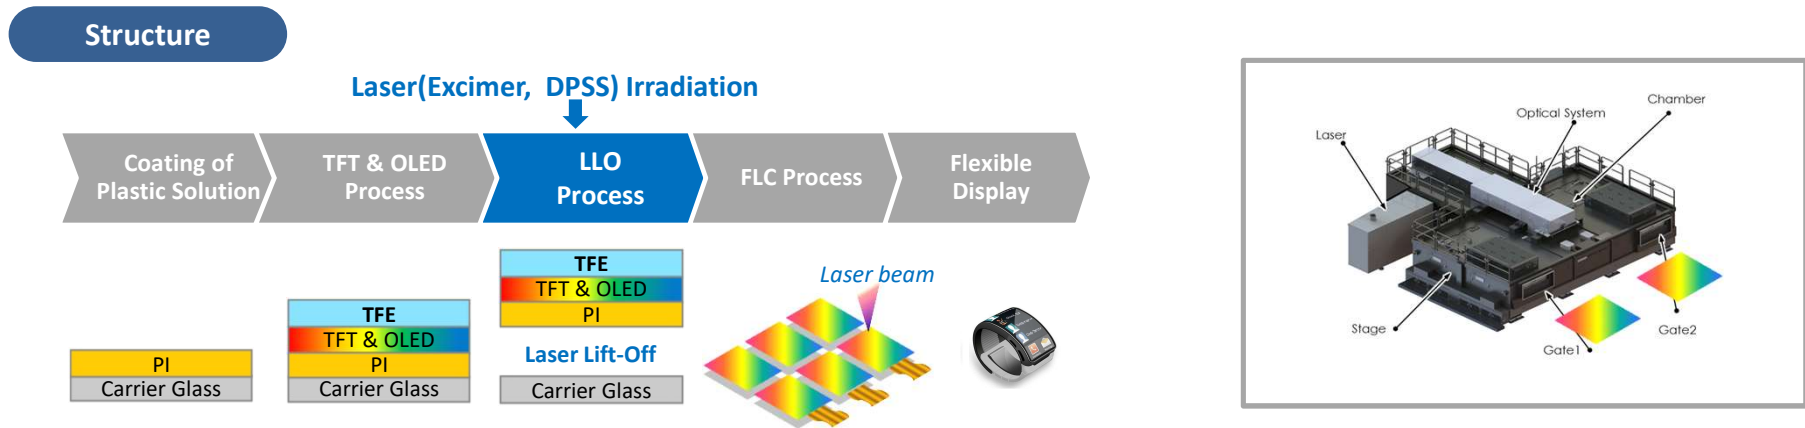 Structure
Laser(Excimer, DPSS) Irradiation
Coating of
Plastic Solution
TFT & OLED
Process
LLO
Process
FLC Process
Flexible
Display
PI
Carrier Glass
TFE
TFT & OLED
PI
Carrier Glass
TFE
TFT & OLED
PI
Laser Lift-Off
Carrier Glass
Laser beam
Laser
Optical System
Chamber
Stage
Gate1
Gate2